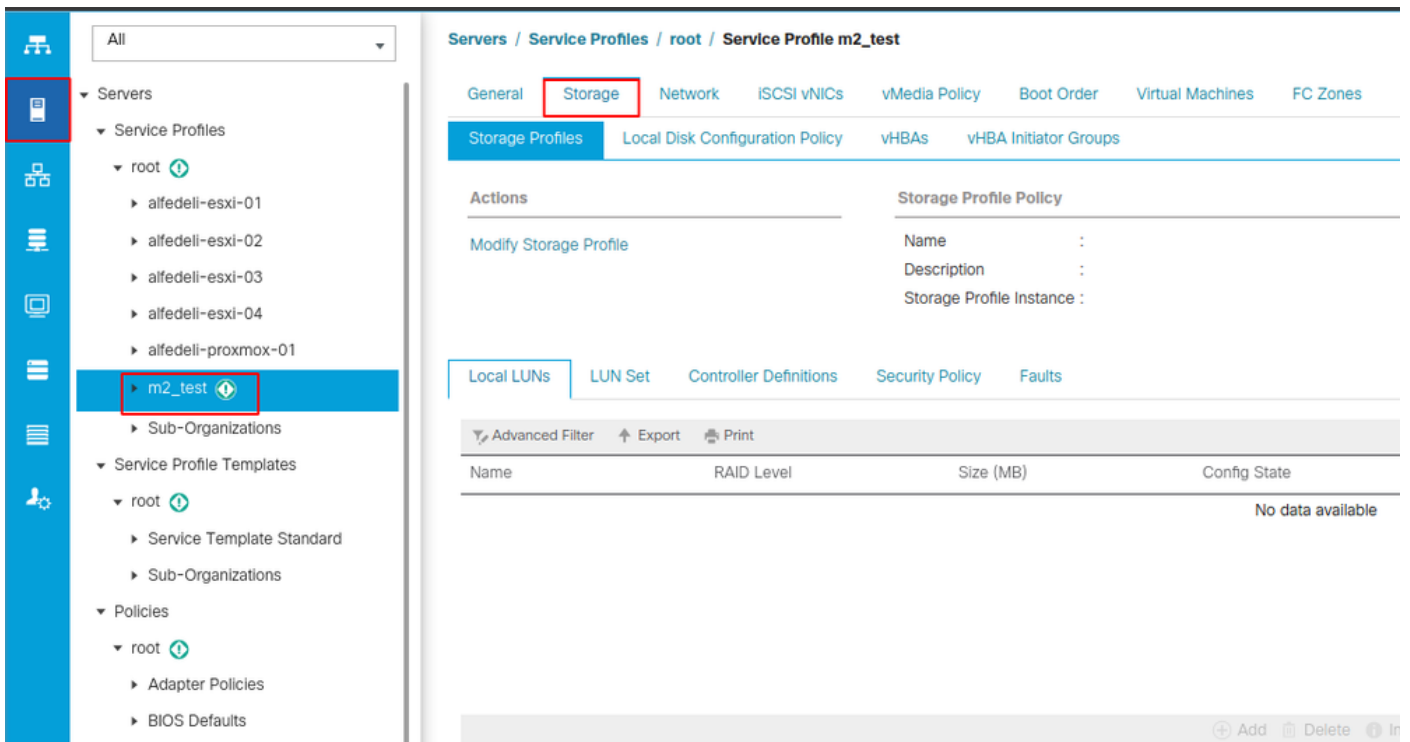 All
Servers
Service Profiles
root
alfedeli-esxi-01
alfedeli-esxi-02
alfedeli-esxi-03
alfedeli-esxi-04
alfedeli-proxmox-01
m2_test
Sub-Organizations
Service Profile Templates
root
Service Template Standard
Sub-Organizations
Policies
root
Adapter Policies
BIOS Defaults
Servers / Service Profiles / root / Service Profile m2_test
General Storage Network iSCSI vNICs vMedia Policy Boot Order Virtual Machines FC Zones
Storage Profiles Local Disk Configuration Policy vHBAs vHBA Initiator Groups
Actions
Modify Storage Profile
Storage Profile Policy
Name :
Description :
Storage Profile Instance :
Local LUNs LUN Set Controller Definitions Security Policy Faults
Advanced Filter Export Print
Name RAID Level Size (MB) Config State
No data available
Add Delete